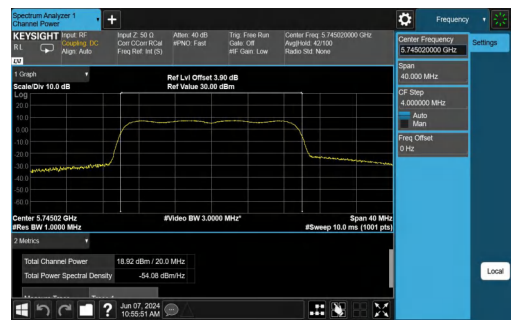 Spectrum Analyzer 1
Channel Power
+
Frequency
KEYSIGHT
RL
LV
Input: RF
Coupling: DC
Align: Auto
Input Z: 50 Ω
Corr CCorr RCal
Freq Ref: Int (S)
Atten: 40 dB
#PNO: Fast
Trig: Free Run
Gate: Off
#IF Gain: Low
Center Freq: 5.745020000 GHz
Avg|Hold: 42/100
Radio Std: None
Center Frequency
5.745020000 GHz
Settings
Span
40.000 MHz
CF Step
4.000000 MHz
Auto
Man
Freq Offset
0 Hz
Local
1 Graph
Scale/Div 10.0 dB
Ref Lvl Offset 3.90 dB
Ref Value 30.00 dBm
Log
20.0
10.0
0.00
-10.0
-20.0
-30.0
-40.0
-50.0
-60.0
Center 5.74502 GHz
#Video BW 3.0000 MHz*
Span 40 MHz
#Res BW 1.0000 MHz
#Sweep 10.0 ms (1001 pts)
2 Metrics
Total Channel Power 18.92 dBm / 20.0 MHz
Total Power Spectral Density -54.08 dBm/Hz
?
Jun 07, 2024
10:55:51 AM